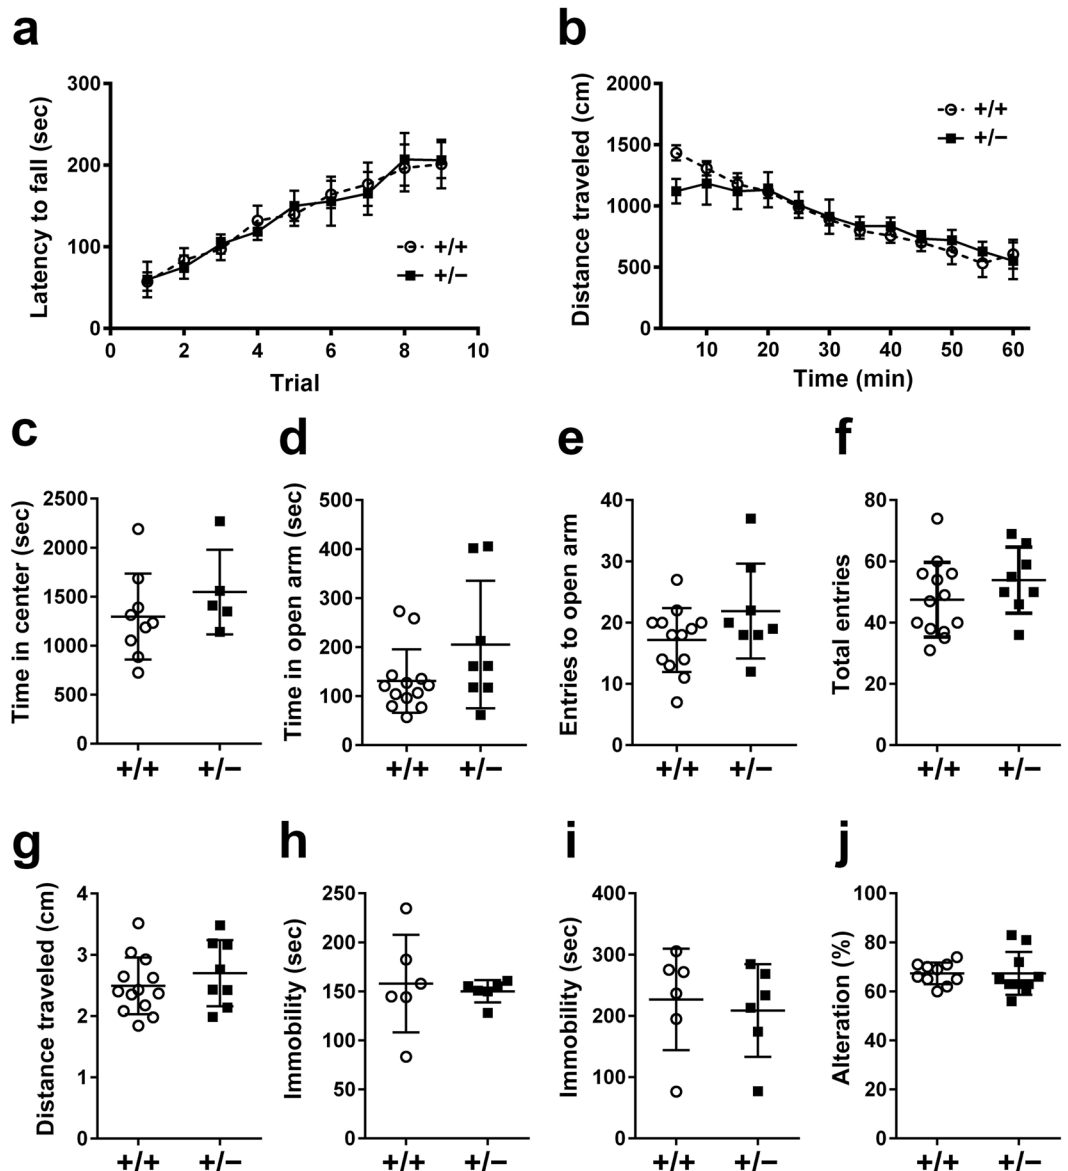 a
Latency to fall (sec)
300
200
100
0
0 2 4 6 8 10
Trial
+/+
+/−
b
Distance traveled (cm)
2000
1500
1000
500
0
10 20 30 40 50 60
Time (min)
+/+
+/−
c
Time in center (sec)
2500
2000
1500
1000
500
0
+/+ +/−
d
Time in open arm (sec)
500
400
300
200
100
0
+/+ +/−
e
Entries to open arm
40
30
20
10
0
+/+ +/−
f
Total entries
80
60
40
20
0
+/+ +/−
g
Distance traveled (cm)
4
3
2
1
0
+/+ +/−
h
Immobility (sec)
250
200
150
100
50
0
+/+ +/−
i
Immobility (sec)
400
300
200
100
0
+/+ +/−
j
Alteration (%)
100
80
60
40
20
0
+/+ +/−